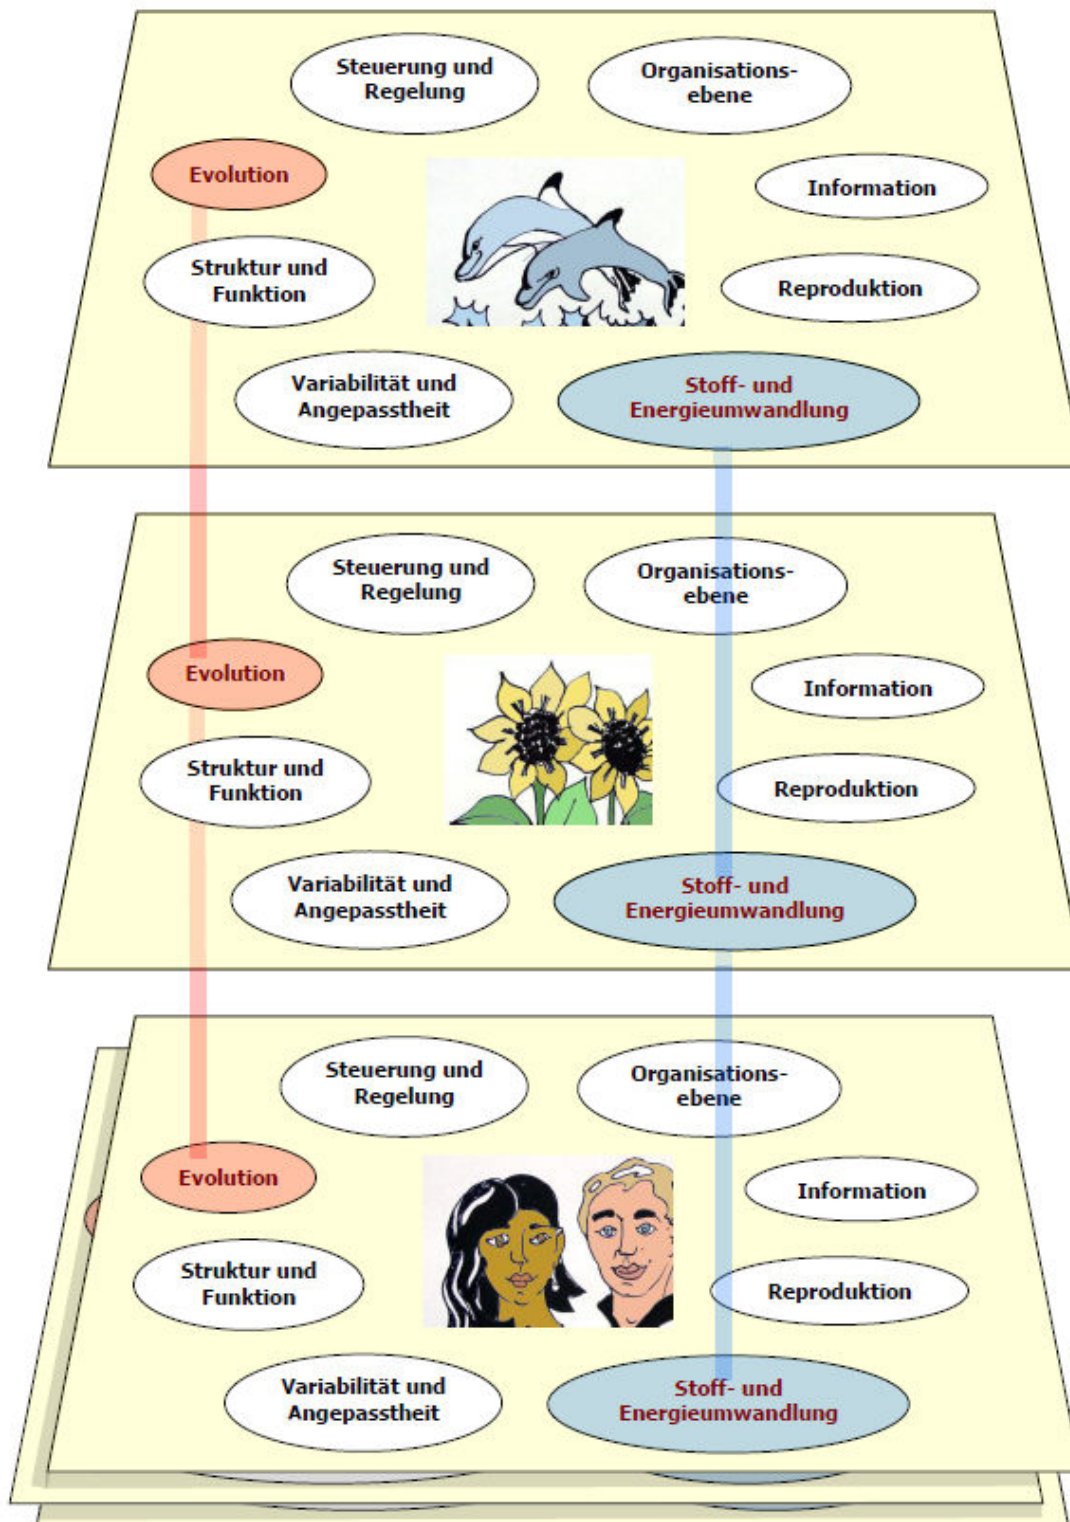 Steuerung und
Regelung
Organisations-
ebene
Evolution
Information
Struktur und
Funktion
Reproduktion
Variabilität und
Angepasstheit
Stoff- und
Energieumwandlung
Steuerung und
Regelung
Organisations-
ebene
Evolution
Information
Struktur und
Funktion
Reproduktion
Variabilität und
Angepasstheit
Stoff- und
Energieumwandlung
Steuerung und
Regelung
Organisations-
ebene
Evolution
Information
Struktur und
Funktion
Reproduktion
Variabilität und
Angepasstheit
Stoff- und
Energieumwandlung